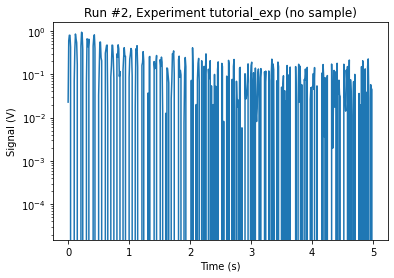 Run #2, Experiment tutorial_exp (no sample)
Signal (V)
10⁰
10⁻¹
10⁻²
10⁻³
10⁻⁴
0 1 2 3 4 5
Time (s)